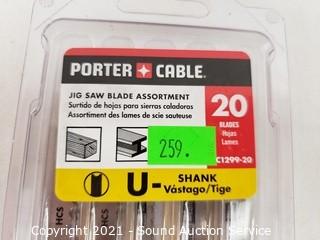 PORTER CABLE.
JIG SAW BLADE ASSORTMENT
Surtido de hojas para sierras caladoras
Assortiment des lames de scie sauteuse
20
BLADES
Hojas
Lames
259.
C1299-20
U- SHANK
Vástago/Tige
HCS
HCS
Copyright 2021 - Sound Auction Service